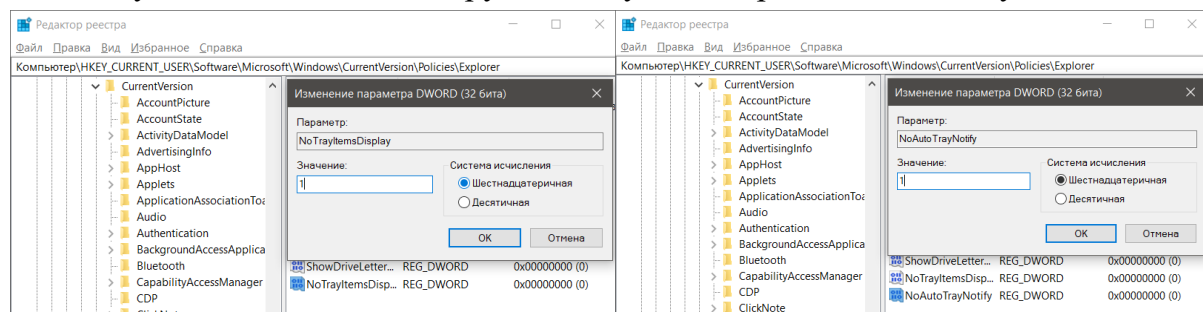 Редактор реестра
Файл Правка Вид Избранное Справка
Компьютер\HKEY_CURRENT_USER\Software\Microsoft\Windows\CurrentVersion\Policies\Explorer
CurrentVersion
AccountPicture
AccountState
ActivityDataModel
AdvertisingInfo
AppHost
Applets
ApplicationAssociationToa
Audio
Authentication
BackgroundAccessApplica
Bluetooth
CapabilityAccessManager
CDP
Изменение параметра DWORD (32 бита)
Параметр:
NoTrayItemsDisplay
Значение:
1
Система исчисления
Шестнадцатеричная
Десятичная
OK
Отмена
ShowDriveLetter... REG_DWORD 0x00000000 (0)
NoTrayItemsDisp... REG_DWORD 0x00000000 (0)
Редактор реестра
Файл Правка Вид Избранное Справка
Компьютер\HKEY_CURRENT_USER\Software\Microsoft\Windows\CurrentVersion\Policies\Explorer
CurrentVersion
AccountPicture
AccountState
ActivityDataModel
AdvertisingInfo
AppHost
Applets
ApplicationAssociationToa
Audio
Authentication
BackgroundAccessApplica
Bluetooth
CapabilityAccessManager
CDP
ClickNote
Изменение параметра DWORD (32 бита)
Параметр:
NoAutoTrayNotify
Значение:
1
Система исчисления
Шестнадцатеричная
Десятичная
OK
Отмена
ShowDriveLetter... REG_DWORD 0x00000000 (0)
NoTrayItemsDisp... REG_DWORD 0x00000000 (0)
NoAutoTrayNotify REG_DWORD 0x00000000 (0)